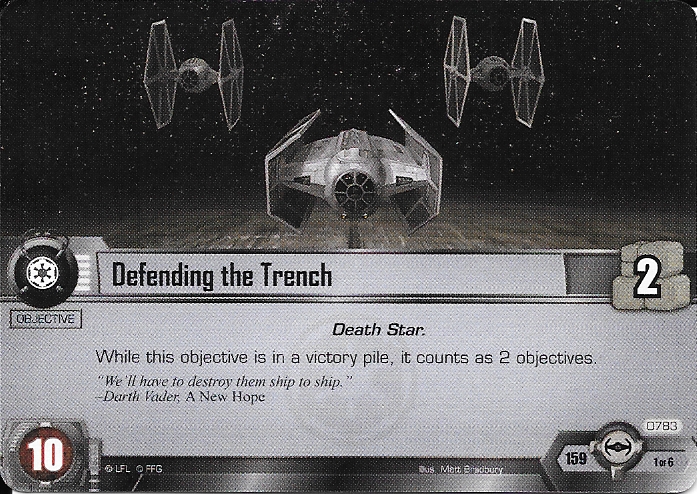 Defending the Trench
2
OBJECTIVE
Death Star.
While this objective is in a victory pile, it counts as 2 objectives.
"We'll have to destroy them ship to ship."
–Darth Vader, A New Hope
0783
10
159
1 of 6
© LFL © FFG
Illus. Matt Bradbury